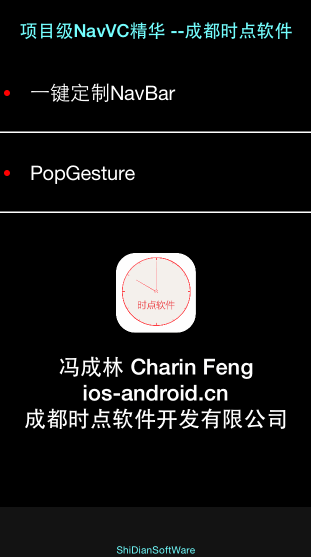 项目级NavVC精华 --成都时点软件
一键定制NavBar
PopGesture
时点软件
冯成林 Charin Feng
ios-android.cn
成都时点软件开发有限公司
ShiDianSoftWare